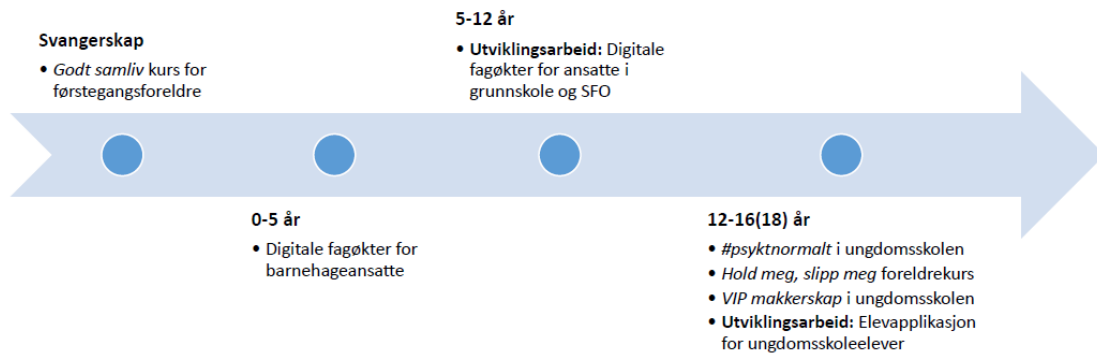 Svangerskap
• Godt samliv kurs for
førstegangsforeldre
0-5 år
• Digitale fagøkter for
barnehageansatte
5-12 år
• Utviklingsarbeid: Digitale
fagøkter for ansatte i
grunnskole og SFO
12-16(18) år
• #psyktnormalt i ungdomsskolen
• Hold meg, slipp meg foreldrekurs
• VIP makkerskap i ungdomsskolen
• Utviklingsarbeid: Elevapplikasjon
for ungdomsskoleelever